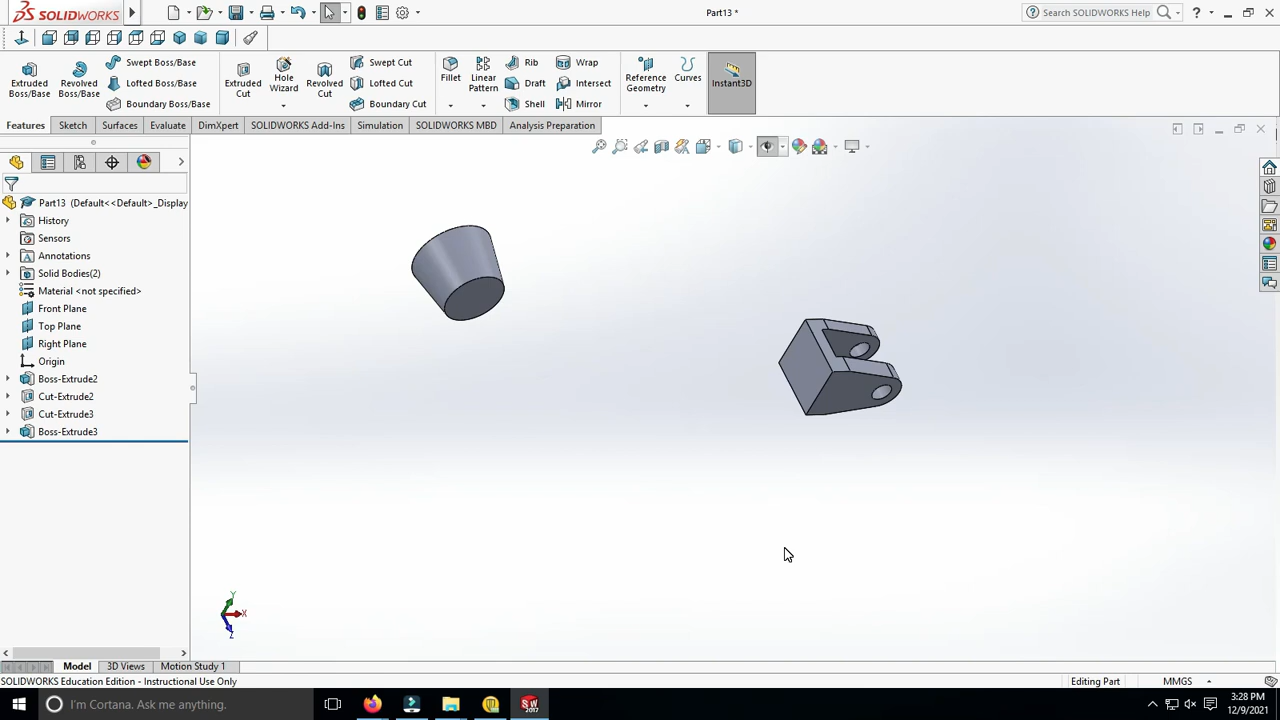 SOLIDWORKS
Part13 *
Search SOLIDWORKS Help
Extruded Boss/Base
Revolved Boss/Base
Swept Boss/Base
Lofted Boss/Base
Boundary Boss/Base
Extruded Cut
Hole Wizard
Revolved Cut
Swept Cut
Lofted Cut
Boundary Cut
Fillet
Linear Pattern
Rib
Draft
Shell
Wrap
Intersect
Mirror
Reference Geometry
Curves
Instant3D
Features Sketch Surfaces Evaluate DimXpert SOLIDWORKS Add-Ins Simulation SOLIDWORKS MBD Analysis Preparation
Part13 (Default<<Default>_Display
History
Sensors
Annotations
Solid Bodies(2)
Material <not specified>
Front Plane
Top Plane
Right Plane
Origin
Boss-Extrude2
Cut-Extrude2
Cut-Extrude3
Boss-Extrude3
Y
X
Z
Model 3D Views Motion Study 1
SOLIDWORKS Education Edition - Instructional Use Only
Editing Part
MMGS
I'm Cortana. Ask me anything.
SW
2017
3:28 PM
12/9/2021